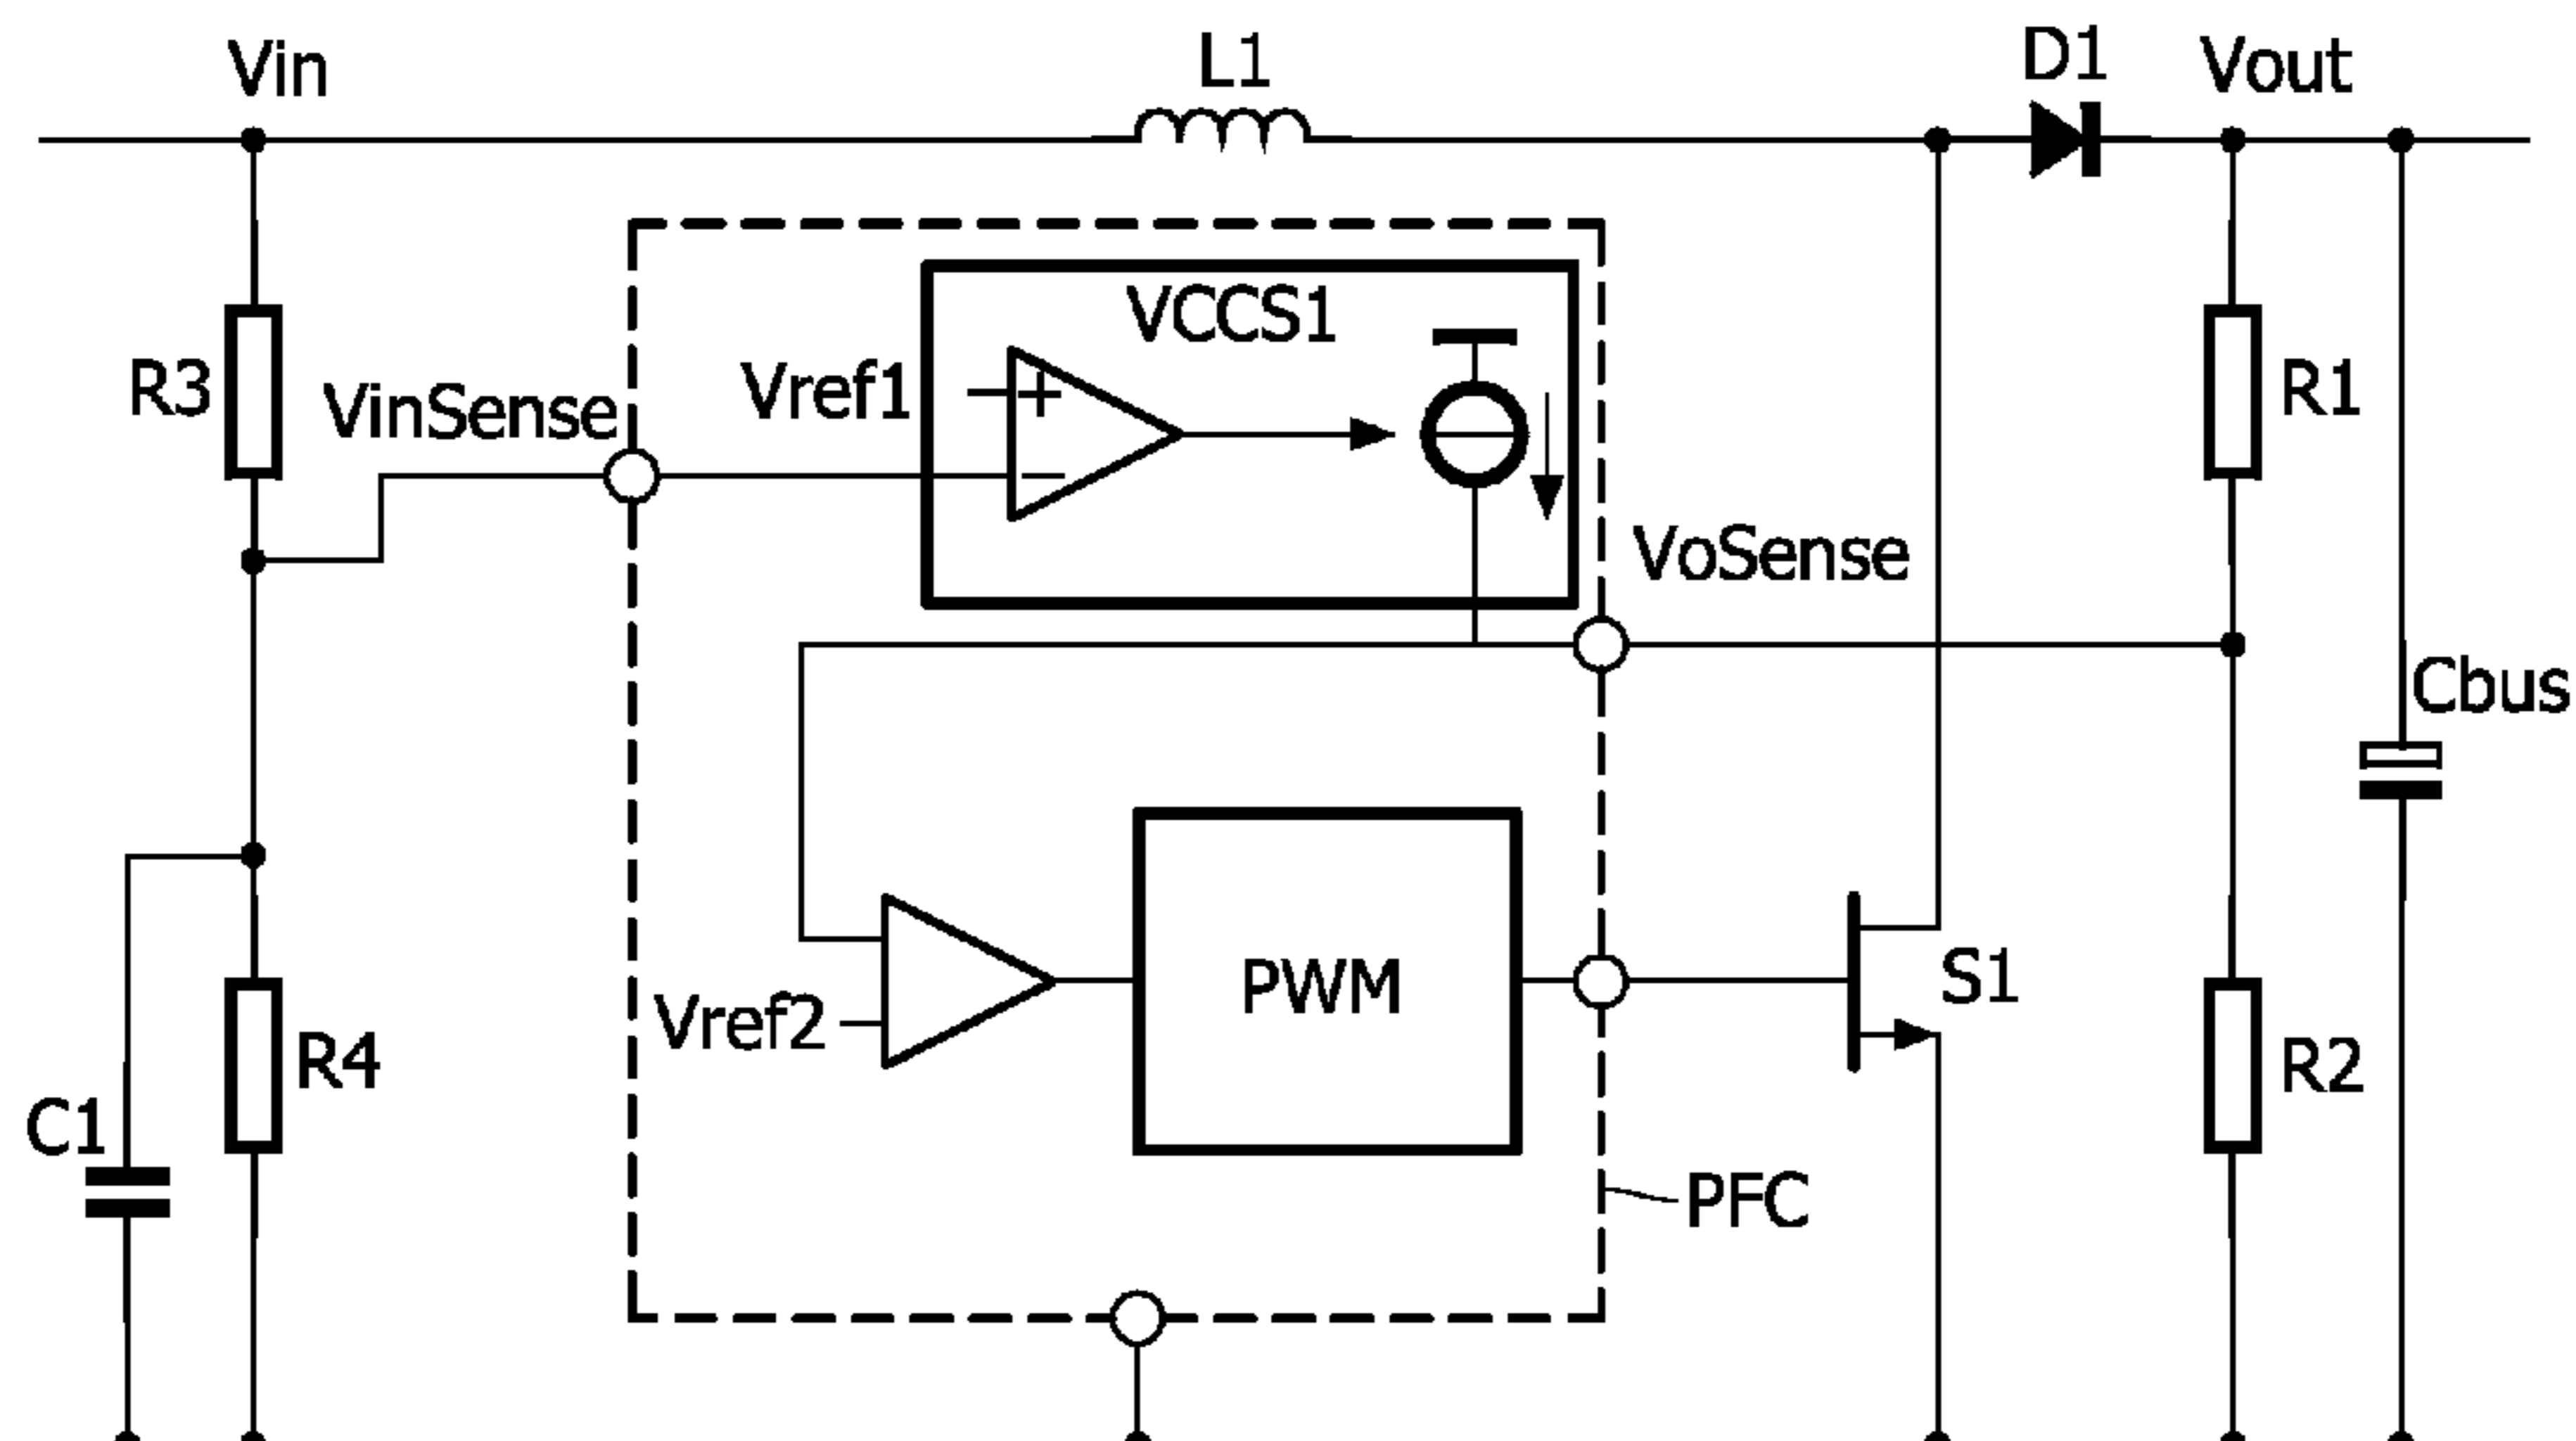 Vin
L1
D1
Vout
VCCS1
R3
VinSense
Vref1
+
−
R1
VoSense
Cbus
PWM
S1
Vref2
R4
R2
C1
PFC